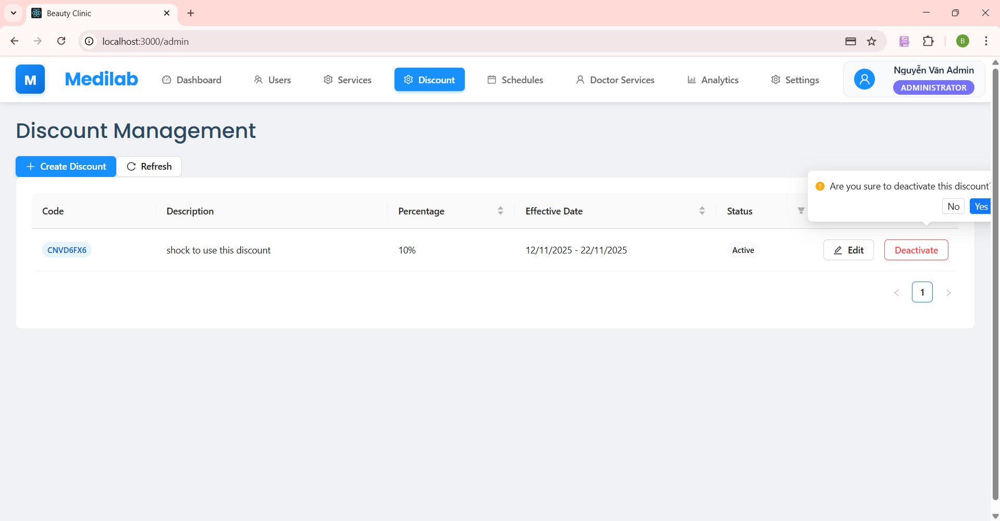 Beauty Clinic
localhost:3000/admin
B
M
Medilab
Dashboard
Users
Services
Discount
Schedules
Doctor Services
Analytics
Settings
Nguyễn Văn Admin
ADMINISTRATOR
Discount Management
Create Discount
Refresh
Are you sure to deactivate this discount?
No
Yes
Code
Description
Percentage
Effective Date
Status
CNVD6FX6
shock to use this discount
10%
12/11/2025 - 22/11/2025
Active
Edit
Deactivate
1